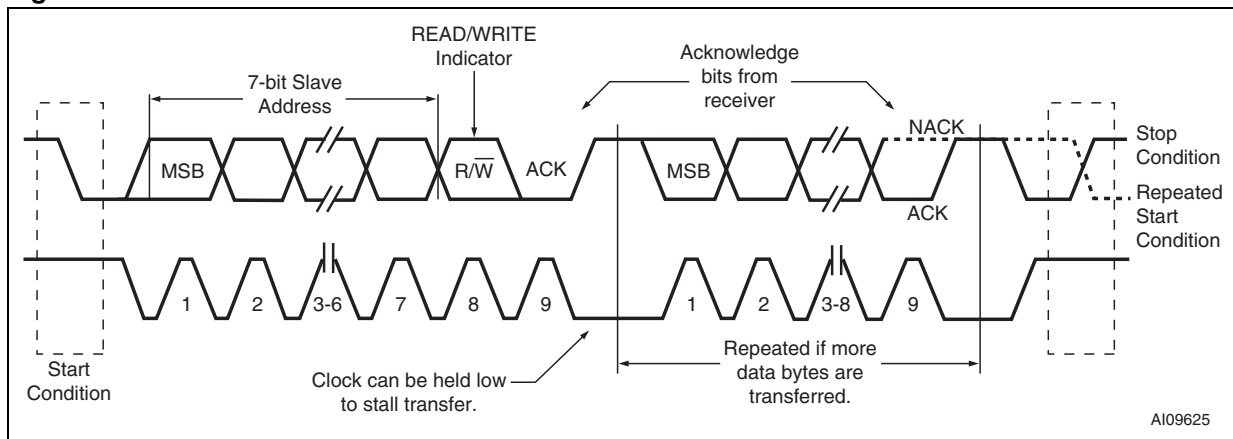 READ/WRITE
Indicator
Acknowledge
bits from
receiver
7-bit Slave
Address
NACK
Stop
Condition
MSB
R/W̅
ACK
MSB
ACK
Repeated
Start
Condition
1
2
3-6
7
8
9
1
2
3-8
9
Start
Condition
Clock can be held low
to stall transfer.
Repeated if more
data bytes are
transferred.
AI09625